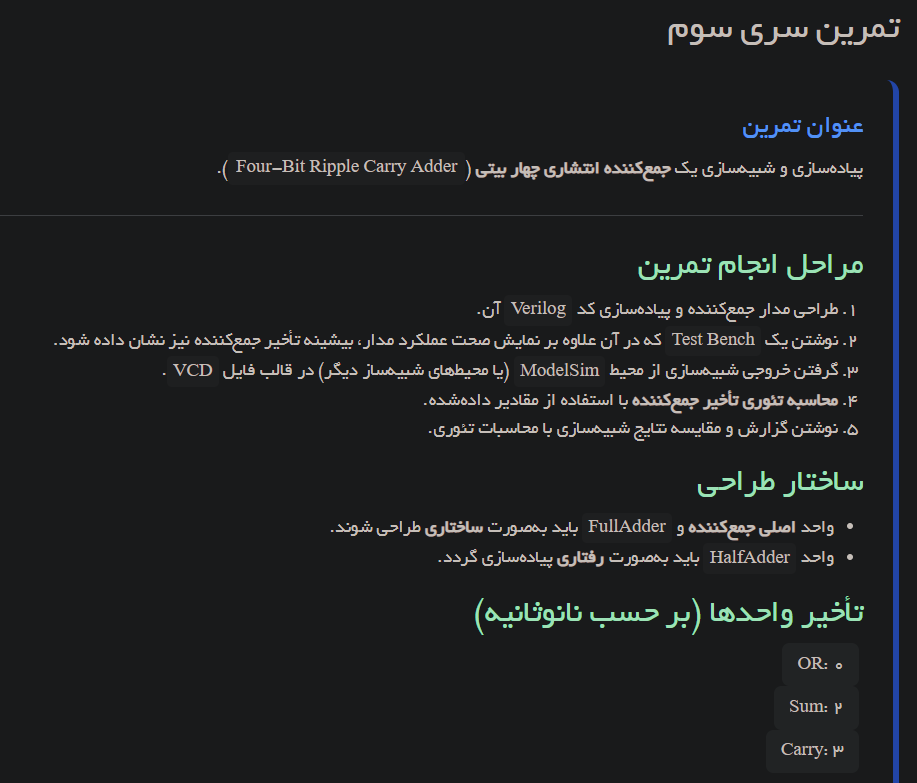 تمرین سری سوم
عنوان تمرین
پیاده‌سازی و شبیه‌سازی یک جمع‌کننده انتشاری چهار بیتی ( Four–Bit Ripple Carry Adder ).
مراحل انجام تمرین
۱. طراحی مدار جمع‌کننده و پیاده‌سازی کد Verilog آن.
۲. نوشتن یک Test Bench که در آن علاوه بر نمایش صحت عملکرد مدار، بیشینه تأخیر جمع‌کننده نیز نشان داده شود.
۳. گرفتن خروجی شبیه‌سازی از محیط ModelSim (یا محیط‌های شبیه‌ساز دیگر) در قالب فایل VCD .
۴. محاسبه تئوری تأخیر جمع‌کننده با استفاده از مقادیر داده‌شده.
۵. نوشتن گزارش و مقایسه نتایج شبیه‌سازی با محاسبات تئوری.
ساختار طراحی
• واحد اصلی جمع‌کننده و FullAdder باید به‌صورت ساختاری طراحی شوند.
• واحد HalfAdder باید به‌صورت رفتاری پیاده‌سازی گردد.
تأخیر واحدها (بر حسب نانوثانیه)
OR: ۰
Sum: ۲
Carry: ۳